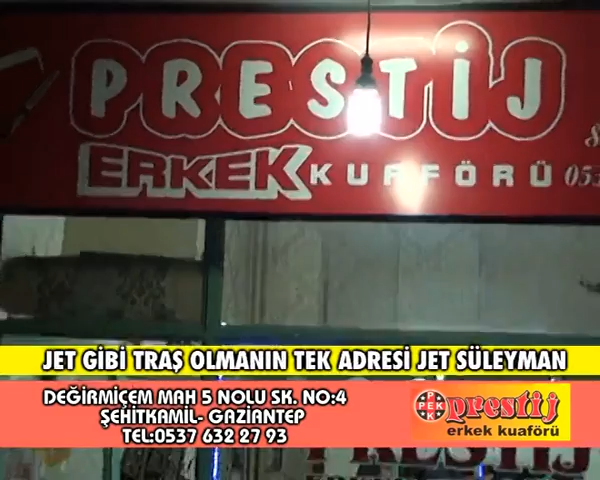 PRESTİJ
ERKEK KUAFÖRÜ
JET GİBİ TRAŞ OLMANIN TEK ADRESİ JET SÜLEYMAN
DEĞİRMİÇEM MAH 5 NOLU SK. NO:4
ŞEHİTKAMİL- GAZİANTEP
TEL:0537 632 27 93
PEK prestij
erkek kuaförü